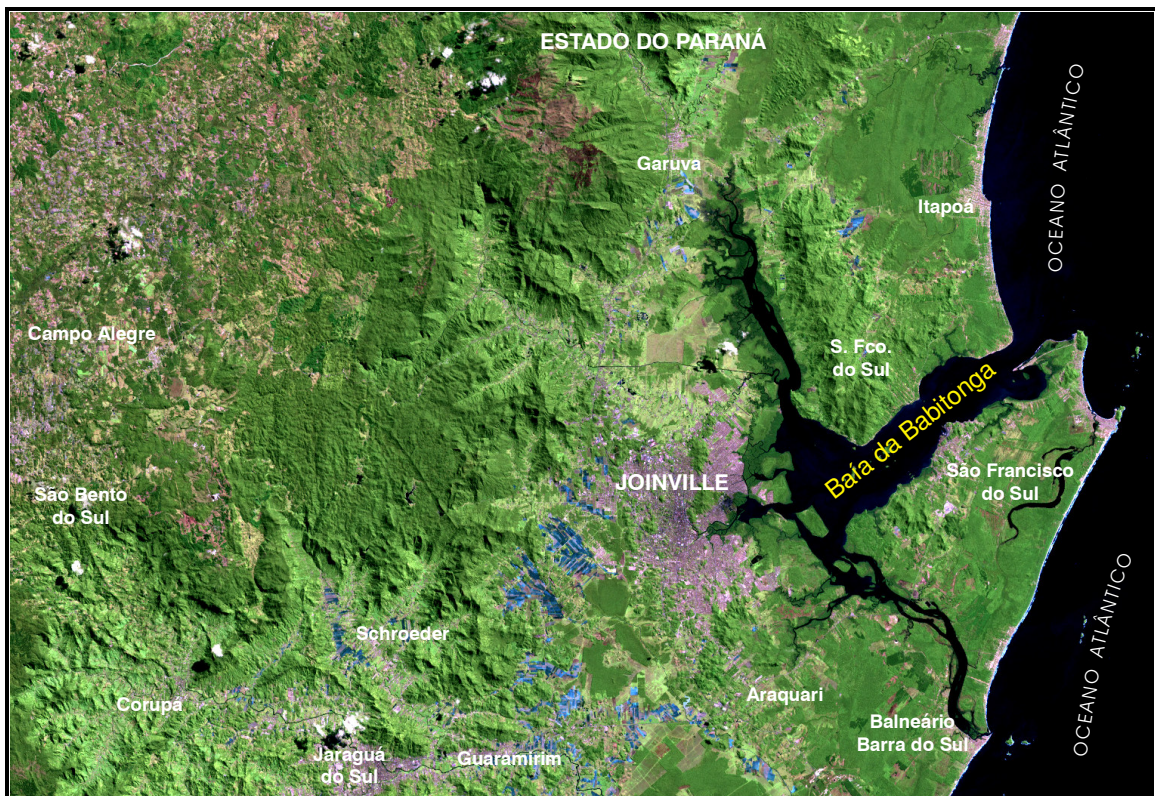 ESTADO DO PARANÁ
OCEANO ATLÂNTICO
Garuva
Itapoá
Campo Alegre
S. Fco.
do Sul
Baía da Babitonga
São Bento
do Sul
JOINVILLE
São Francisco
do Sul
OCEANO ATLÂNTICO
Schroeder
Corupá
Araquari
Balneário
Barra do Sul
Jaraguá
do Sul
Guaramirim